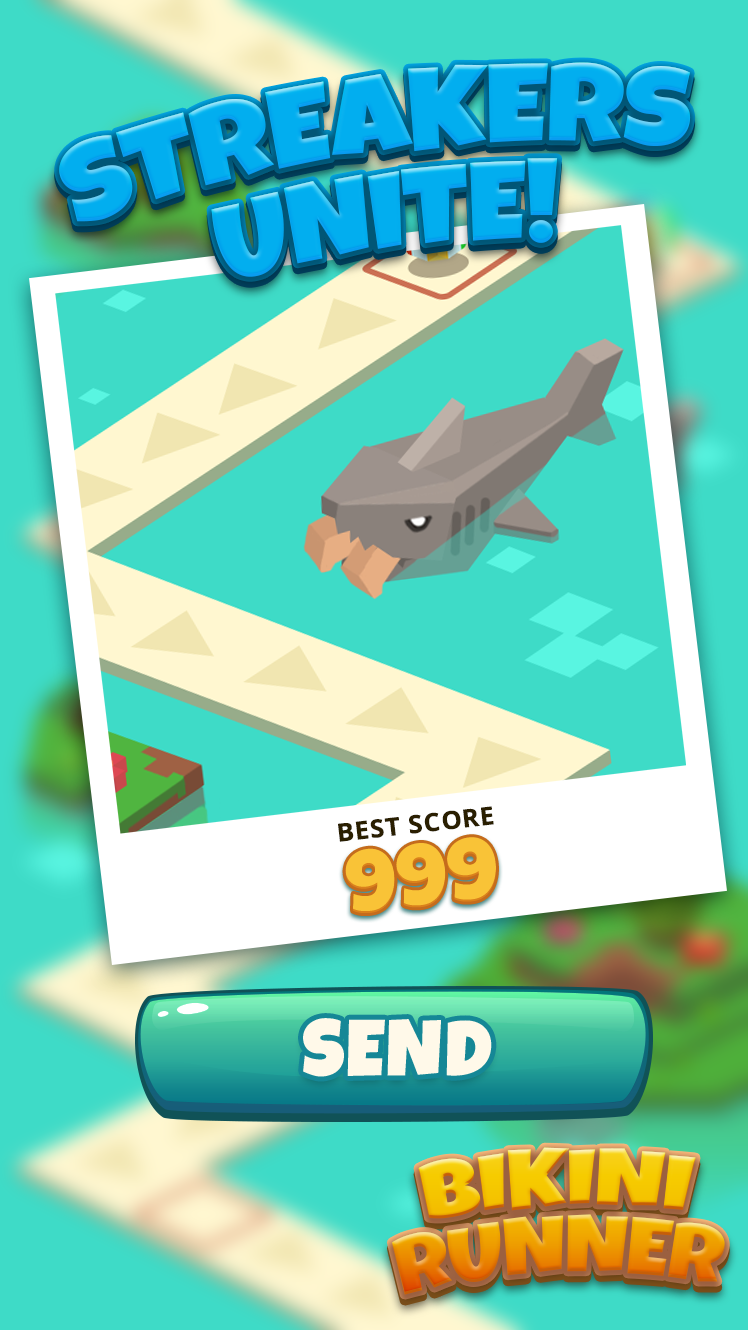 STREAKERS
UNITE!
BEST SCORE
999
SEND
BIKINI
RUNNER